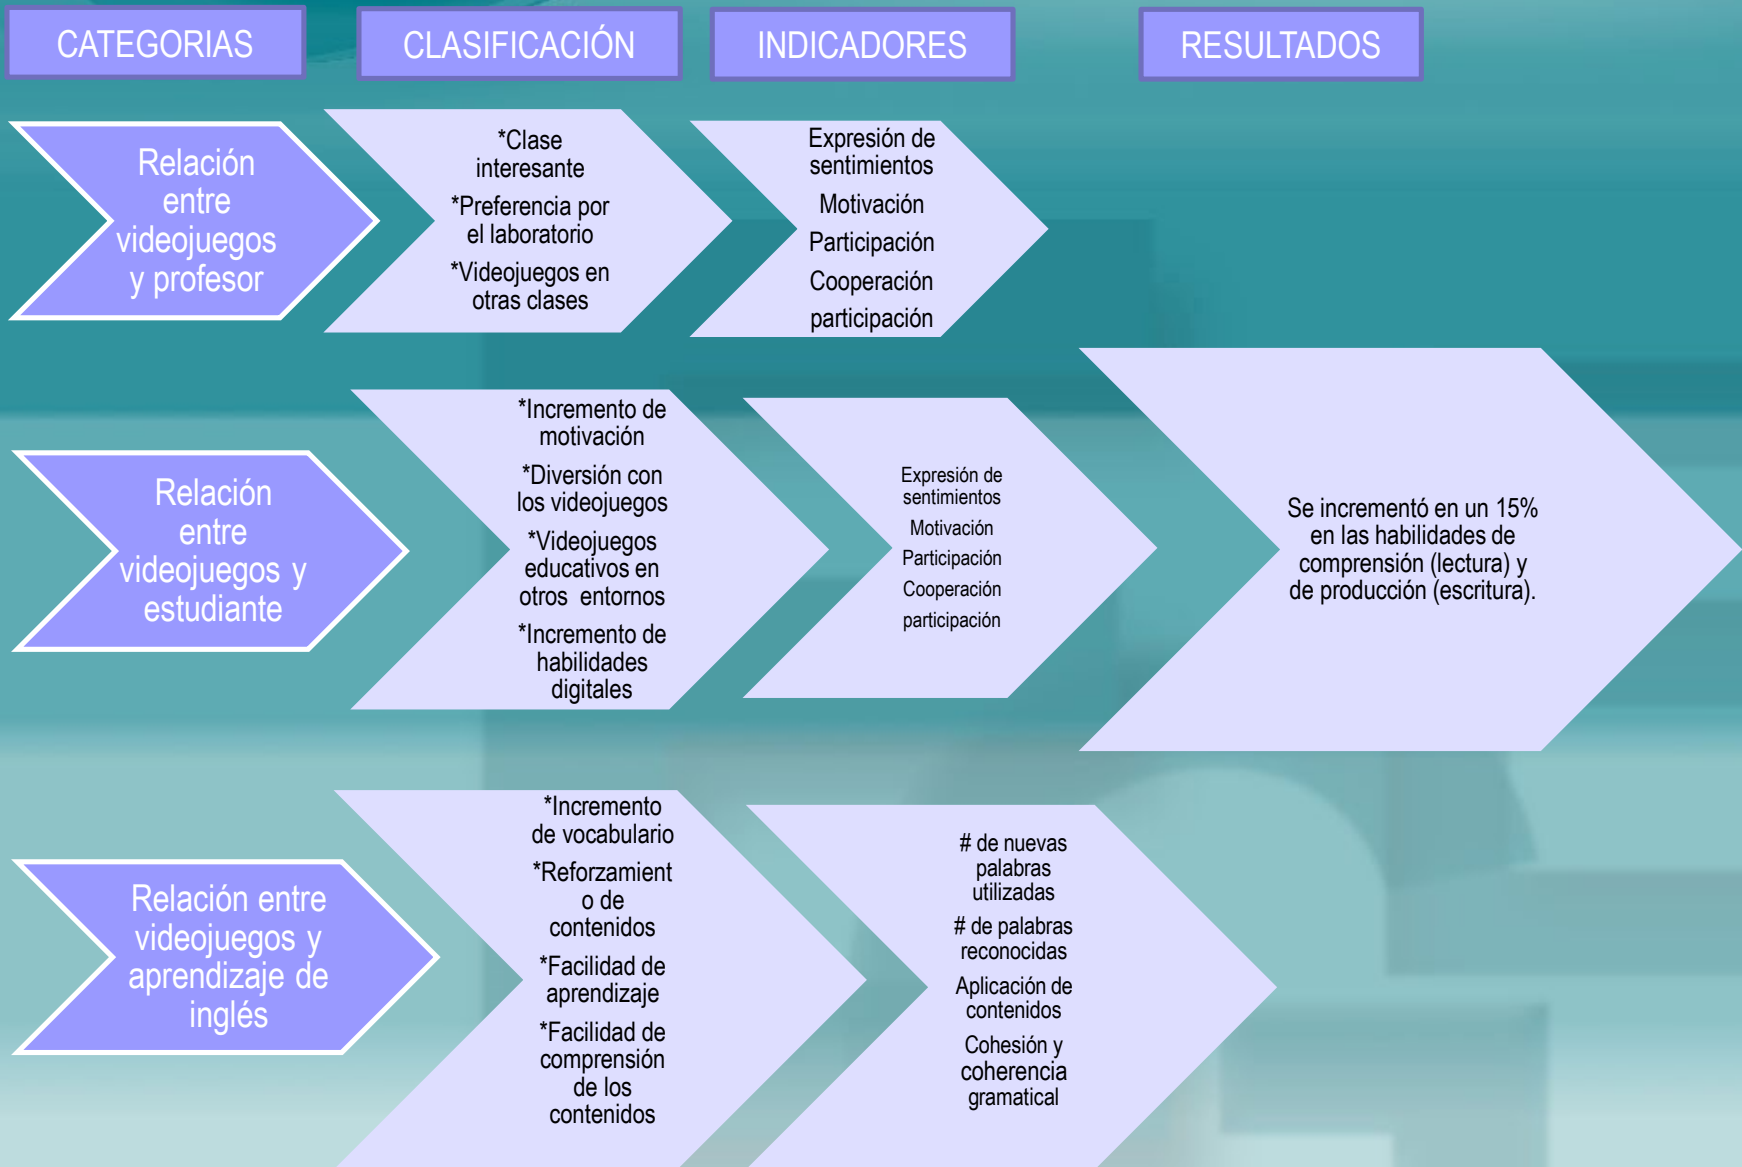 CATEGORIAS
CLASIFICACIÓN
INDICADORES
RESULTADOS
Relación
entre
videojuegos
y profesor
*Clase
interesante
*Preferencia por
el laboratorio
*Videojuegos en
otras clases
Expresión de
sentimientos
Motivación
Participación
Cooperación
participación
Relación
entre
videojuegos y
estudiante
*Incremento de
motivación
*Diversión con
los videojuegos
*Videojuegos
educativos en
otros entornos
*Incremento de
habilidades
digitales
Expresión de
sentimientos
Motivación
Participación
Cooperación
participación
Se incrementó en un 15%
en las habilidades de
comprensión (lectura) y
de producción (escritura).
Relación entre
videojuegos y
aprendizaje de
inglés
*Incremento
de vocabulario
*Reforzamient
o de
contenidos
*Facilidad de
aprendizaje
*Facilidad de
comprensión
de los
contenidos
# de nuevas
palabras
utilizadas
# de palabras
reconocidas
Aplicación de
contenidos
Cohesión y
coherencia
gramatical